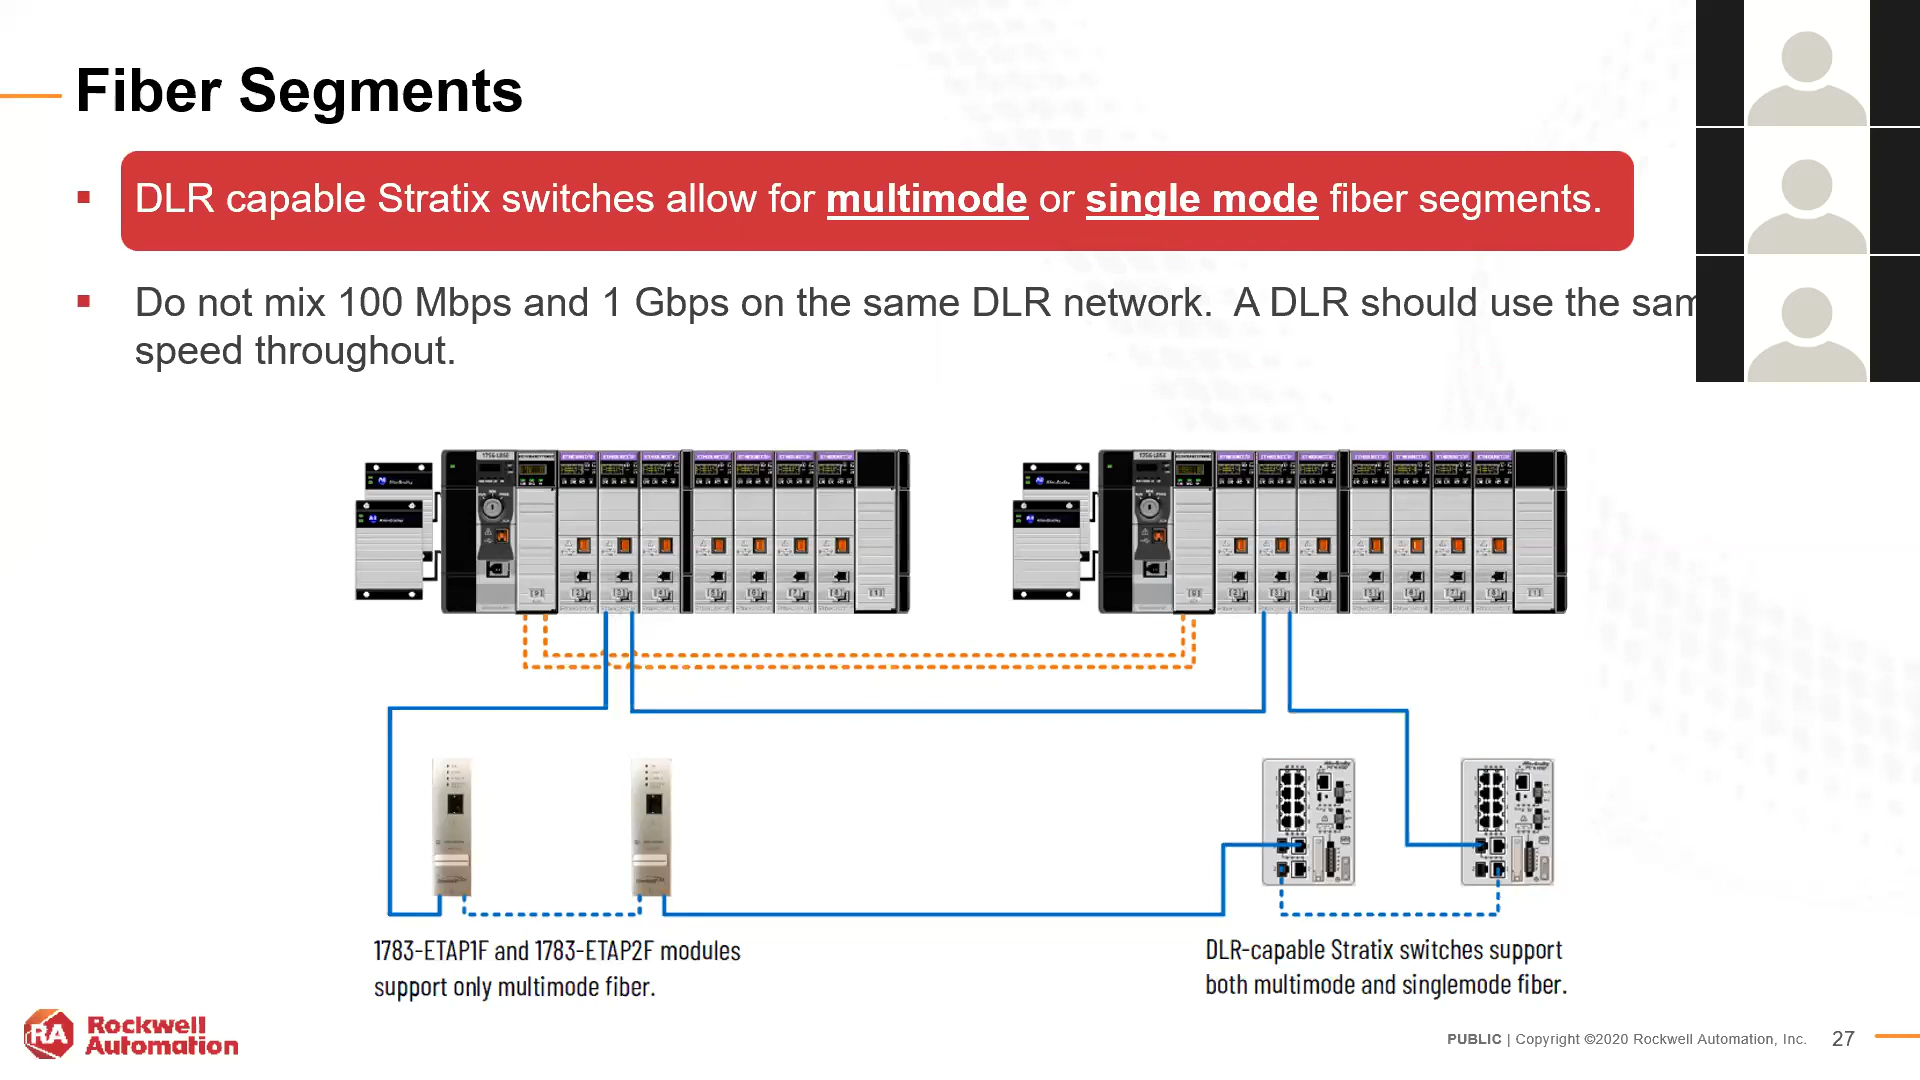 Fiber Segments
▪ DLR capable Stratix switches allow for multimode or single mode fiber segments.
▪ Do not mix 100 Mbps and 1 Gbps on the same DLR network. A DLR should use the
speed throughout.
1783-ETAP1F and 1783-ETAP2F modules
support only multimode fiber.
DLR-capable Stratix switches support
both multimode and singlemode fiber.
RA Rockwell
Automation
PUBLIC | Copyright ©2020 Rockwell Automation, Inc. 27